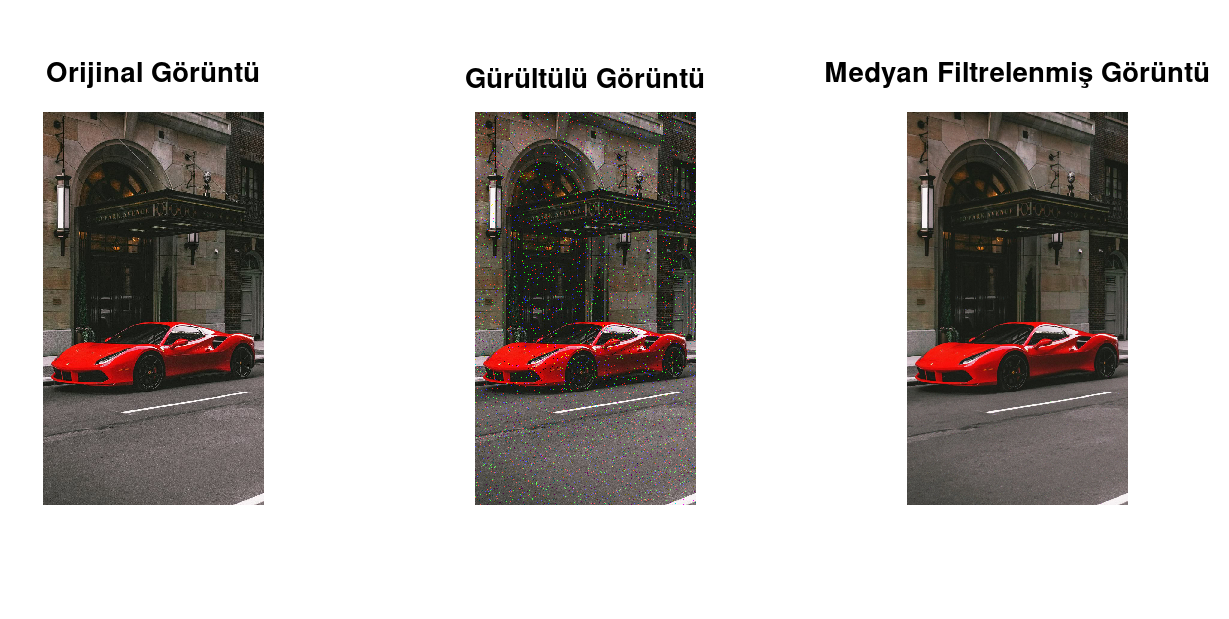 Orijinal Görüntü
Gürültülü Görüntü
Medyan Filtrelenmiş Görüntü